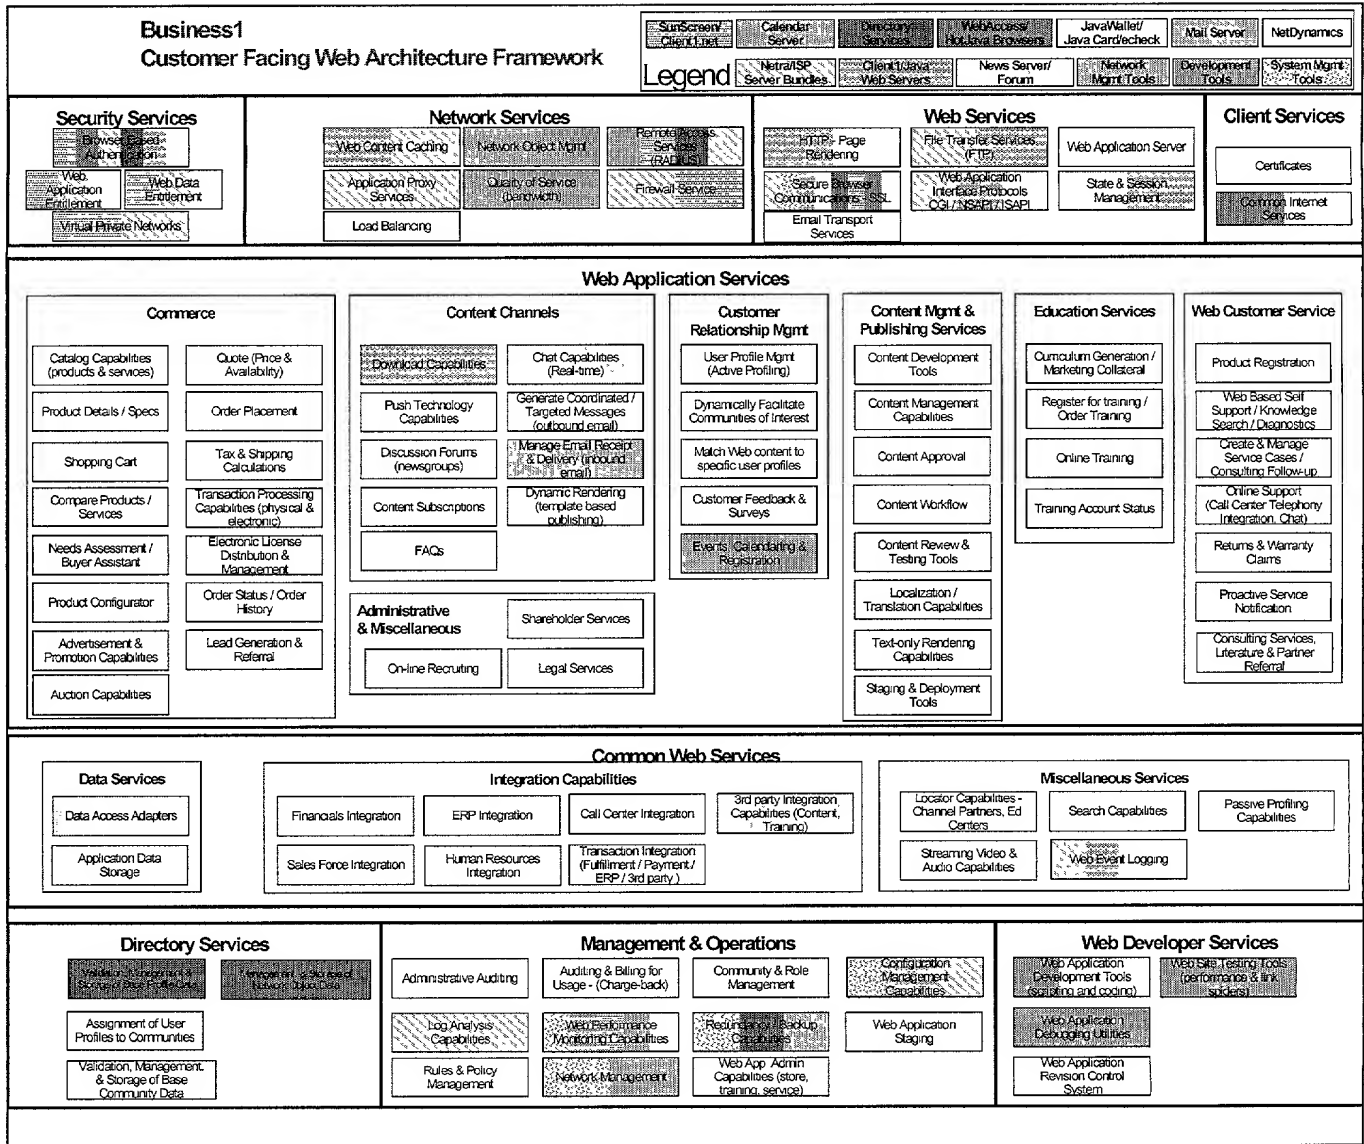 Business1
Customer Facing Web Architecture Framework
Legend
SunScreen/
Client1.net
Calendar
Server
Directory
Services
WebAccess/
HotJava Browsers
JavaWallet/
Java Card/echeck
Mail Server
NetDynamics
Netra/ISP
Server Bundles
Client1/Java
Web Servers
News Server/
Forum
Network
Mgmt Tools
Development
Tools
System Mgmt
Tools
Security Services
Browser Based
Authentication
Web.
Application
Entitlement
Web Data
Entitlement
Virtual Private Networks
Network Services
Web Content Caching
Network Object Mgmt
Remote Access
Services
(RADIUS)
Application Proxy
Services
Quality of Service
(bandwidth)
Firewall Service
Load Balancing
Web Services
HTTP - Page
Rendering
File Transfer Services
(FTP)
Web Application Server
Secure Browser
Communications - SSL
Web Application
Interface Protocols
CGI / NSAPI / ISAPI
State & Session
Management
Email Transport
Services
Client Services
Certificates
Common Internet
Services
Web Application Services
Commerce
Catalog Capabilities
(products & services)
Quote (Price &
Availability)
Product Details / Specs
Order Placement
Shopping Cart
Tax & Shipping
Calculations
Compare Products /
Services
Transaction Processing
Capabilities (physical &
electronic)
Needs Assessment /
Buyer Assistant
Electronic License
Distribution &
Management
Product Configurator
Order Status / Order
History
Advertisement &
Promotion Capabilities
Lead Generation &
Referral
Auction Capabilities
Content Channels
Download Capabilities
Chat Capabilities
(Real-time)
Push Technology
Capabilities
Generate Coordinated /
Targeted Messages
(outbound email)
Discussion Forums
(newsgroups)
Manage Email Receipt
& Delivery (inbound
email)
Content Subscriptions
Dynamic Rendering
(template based
publishing)
FAQs
Administrative
& Miscellaneous
Shareholder Services
On-line Recruiting
Legal Services
Customer
Relationship Mgmt
User Profile Mgmt
(Active Profiling)
Dynamically Facilitate
Communities of Interest
Match Web content to
specific user profiles
Customer Feedback &
Surveys
Events, Calendaring &
Registration
Content Mgmt &
Publishing Services
Content Development
Tools
Content Management
Capabilities
Content Approval
Content Workflow
Content Review &
Testing Tools
Localization /
Translation Capabilities
Text-only Rendering
Capabilities
Staging & Deployment
Tools
Education Services
Curriculum Generation /
Marketing Collateral
Register for training /
Order Training
Online Training
Training Account Status
Web Customer Service
Product Registration
Web Based Self
Support / Knowledge
Search / Diagnostics
Create & Manage
Service Cases /
Consulting Follow-up
Online Support
(Call Center Telephony
Integration, Chat)
Returns & Warranty
Claims
Proactive Service
Notification
Consulting Services,
Literature & Partner
Referral
Common Web Services
Data Services
Data Access Adapters
Application Data
Storage
Integration Capabilities
Financials Integration
ERP Integration
Call Center Integration
3rd party Integration
Capabilities (Content,
Training)
Sales Force Integration
Human Resources
Integration
Transaction Integration
(Fulfillment / Payment /
ERP / 3rd party )
Miscellaneous Services
Locator Capabilities -
Channel Partners, Ed
Centers
Search Capabilities
Passive Profiling
Capabilities
Streaming Video &
Audio Capabilities
Web Event Logging
Directory Services
Validation, Management &
Storage of Base Profile Data
Management & Storage of
Network Object Data
Assignment of User
Profiles to Communities
Validation, Management.
& Storage of Base
Community Data
Management & Operations
Administrative Auditing
Auditing & Billing for
Usage - (Charge-back)
Community & Role
Management
Configuration
Management
Capabilities
Log Analysis
Capabilities
Web Performance
Monitoring Capabilities
Redundancy / Backup
Capabilities
Web Application
Staging
Rules & Policy
Management
Network Management
Web App Admin
Capabilities (store,
training, service)
Web Developer Services
Web Application
Development Tools
(scripting and coding)
Web Site Testing Tools
(performance & link
spiders)
Web Application
Debugging Utilities
Web Application
Revision Control
System